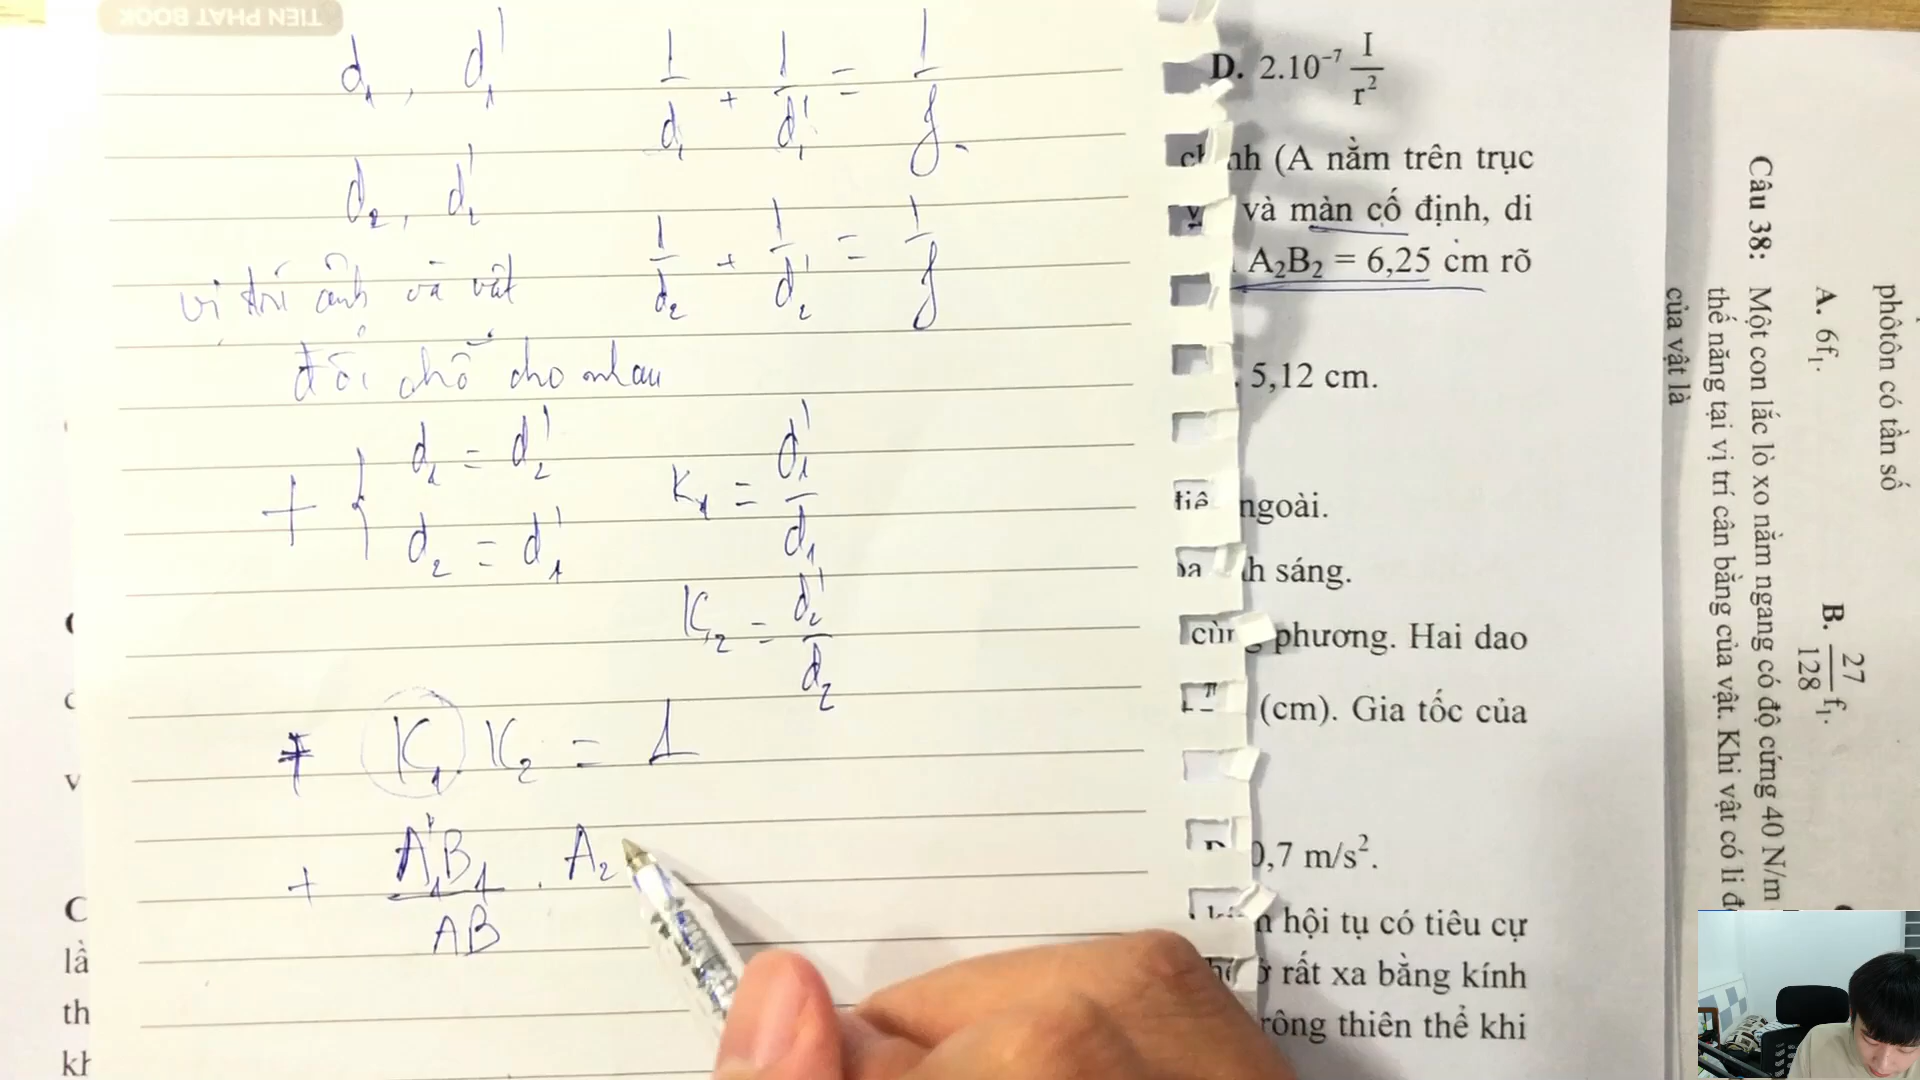 TIEN PHAT BOOK
d₁, d₁'
1/d₁ + 1/d₁' = 1/f
d₂, d₂'
1/d₂ + 1/d₂' = 1/f
vị trí ảnh và vật
đổi chỗ cho nhau
+ { d₁ = d₂'
d₂ = d₁'
K₁ = d₁'/d₁
K₂ = d₂'/d₂
+ K₁ K₂ = 1
+ A₁'B₁/AB . A₂
D. 2.10⁻⁷ I/r²
nh (A nằm trên trục
và màn cố định, di
A₂B₂ = 6,25 cm rõ
5,12 cm.
ngoài.
h sáng.
phương. Hai dao
(cm). Gia tốc của
0,7 m/s².
hội tụ có tiêu cự
ở rất xa bằng kính
rông thiên thể khi
là
th
kh
phôtôn có tần số
A. 6f₁.
B. 27/128 f₁.
Câu 38: Một con lắc lò xo nằm ngang có độ cứng 40 N/m
thế năng tại vị trí cân bằng của vật. Khi vật có li đ
của vật là